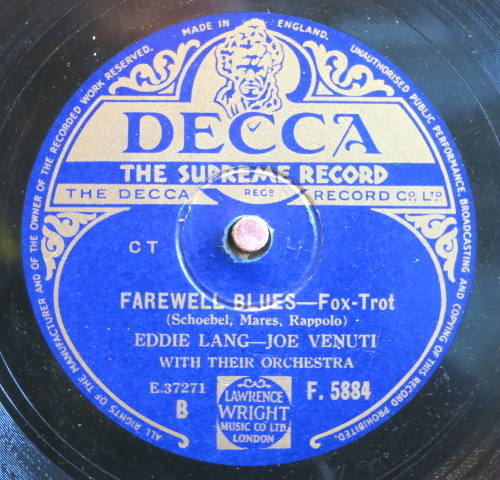 MADE IN ENGLAND.
ALL RIGHTS OF THE MANUFACTURER AND OF THE OWNER OF THE RECORDED WORK RESERVED.
UNAUTHORISED PUBLIC PERFORMANCE, BROADCASTING AND COPYING OF THIS RECORD PROHIBITED.
DECCA
THE SUPREME RECORD
THE DECCA REGD RECORD CO., LTD
CT
FAREWELL BLUES—Fox-Trot
(Schoebel, Mares, Rappolo)
EDDIE LANG—JOE VENUTI
WITH THEIR ORCHESTRA
E.37271 F. 5884
B
LAWRENCE
WRIGHT
MUSIC CO LTD
LONDON